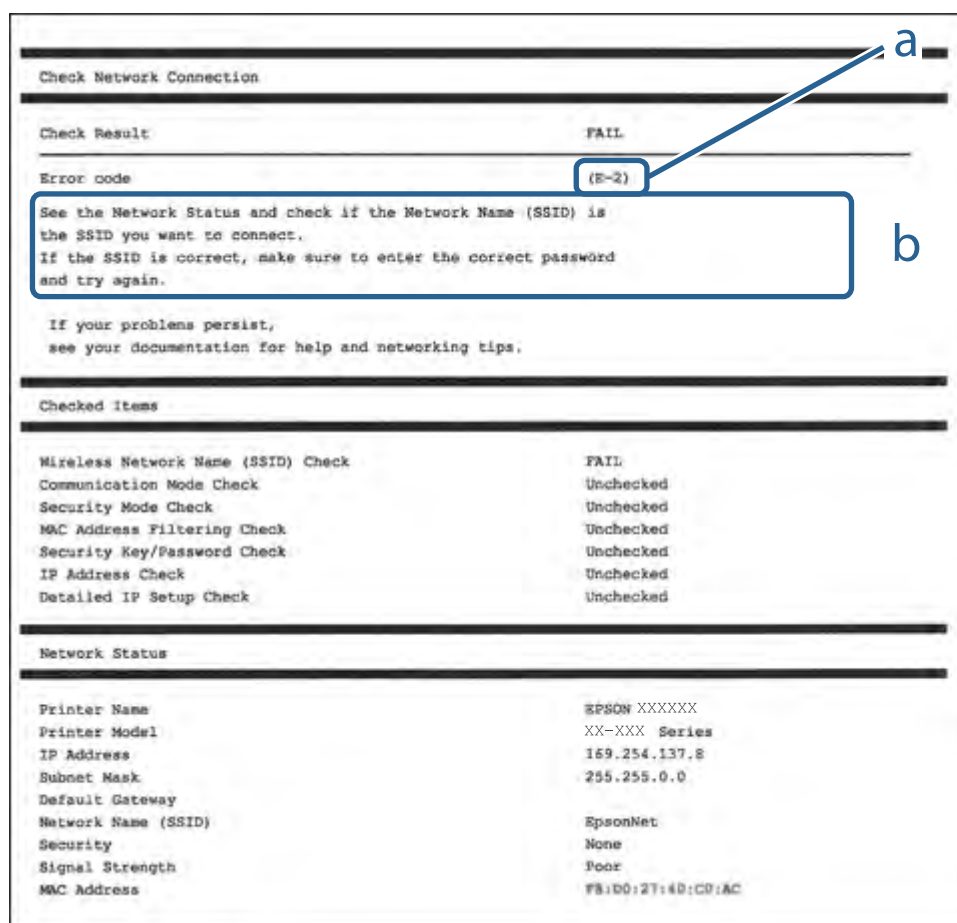 a
Check Network Connection
Check Result FAIL
Error code (E-2)
See the Network Status and check if the Network Name (SSID) is
the SSID you want to connect.
If the SSID is correct, make sure to enter the correct password
and try again.
b
If your problems persist,
see your documentation for help and networking tips.
Checked Items
Wireless Network Name (SSID) Check FAIL
Communication Mode Check Unchecked
Security Mode Check Unchecked
MAC Address Filtering Check Unchecked
Security Key/Password Check Unchecked
IP Address Check Unchecked
Detailed IP Setup Check Unchecked
Network Status
Printer Name EPSON XXXXXX
Printer Model XX-XXX Series
IP Address 169.254.137.8
Subnet Mask 255.255.0.0
Default Gateway
Network Name (SSID) EpsonNet
Security None
Signal Strength Poor
MAC Address F8:D0:27:40:C0:AC